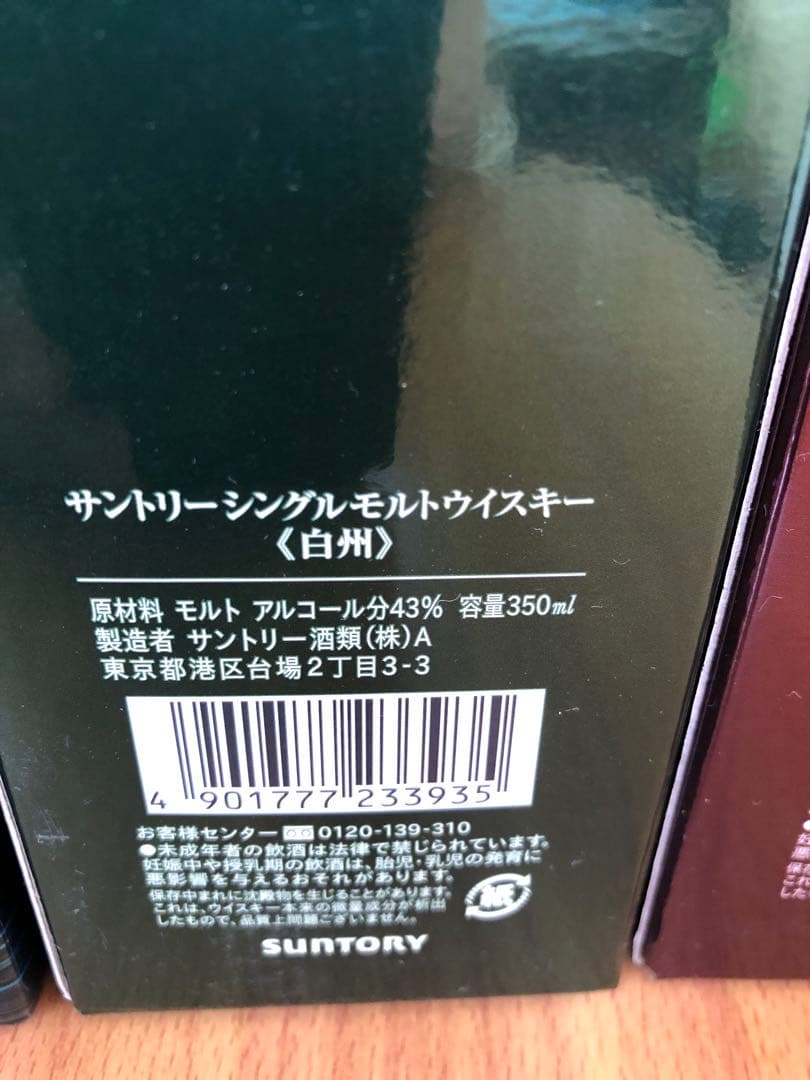 サントリーシングルモルトウイスキー
《白州》
原材料 モルト アルコール分43% 容量350ml
製造者 サントリー酒類(株)A
東京都港区台場2丁目3-3
4 901777 233935
お客様センター 0120-139-310
●未成年者の飲酒は法律で禁じられています。
妊娠中や授乳期の飲酒は、胎児・乳児の発育に
悪影響を与えるおそれがあります。
保存中まれに沈殿物を生じることがあります。
これは、ウイスキー本来の微量成分が析出
したもので、品質上問題ございません。
紙
SUNTORY